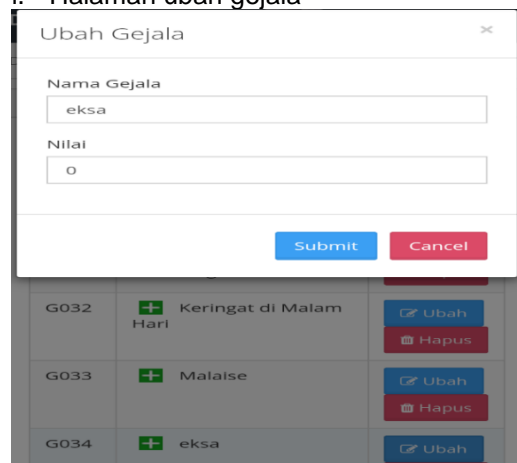 Halaman ubah gejala
Ubah Gejala ×
Nama Gejala
eksa
Nilai
0
Submit Cancel
G032 Keringat di Malam Hari Ubah
Hapus
G033 Malaise Ubah
Hapus
G034 eksa Ubah